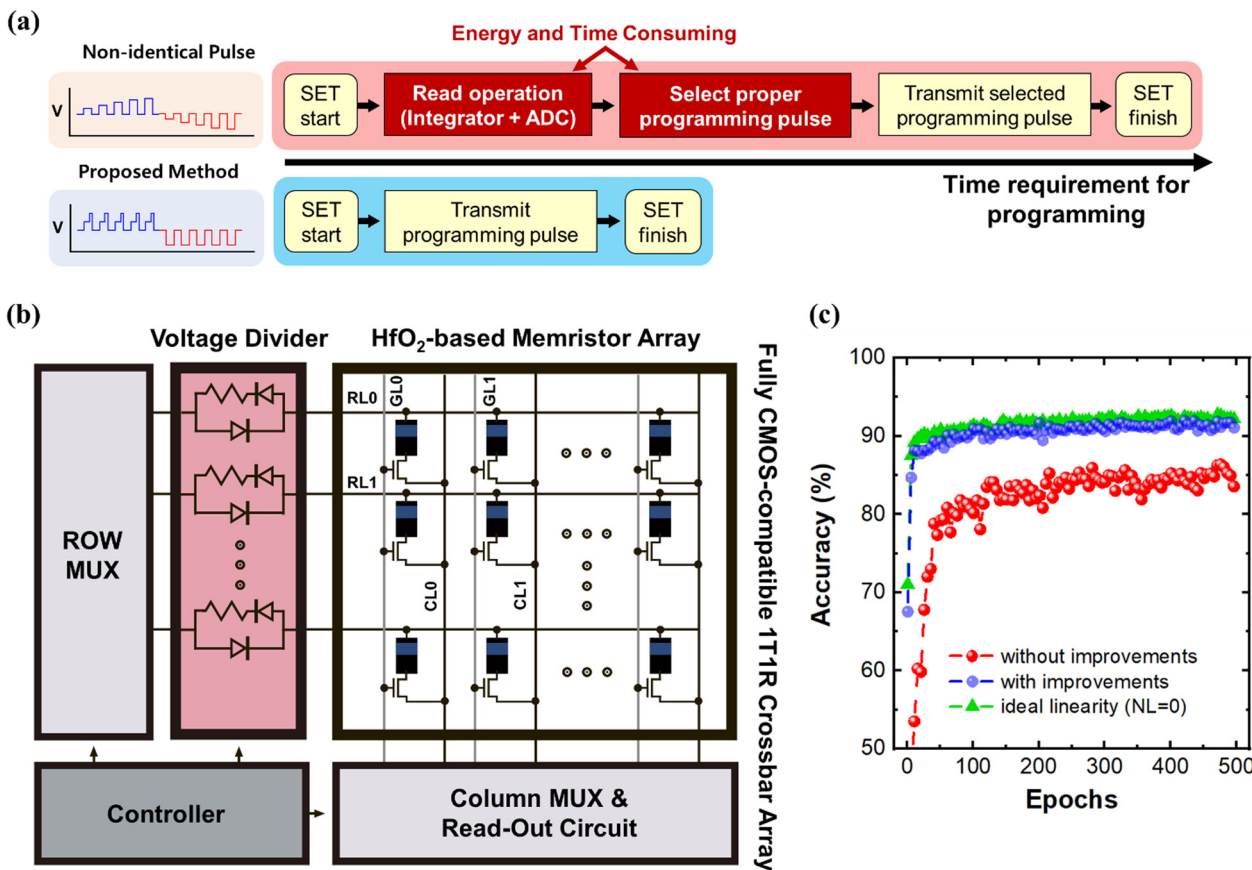 (a)
Energy and Time Consuming
Non-identical Pulse
V
SET
start
Read operation
(Integrator + ADC)
Select proper
programming pulse
Transmit selected
programming pulse
SET
finish
Proposed Method
V
SET
start
Transmit
programming pulse
SET
finish
Time requirement for
programming
(b)
Voltage Divider
HfO₂-based Memristor Array
ROW
MUX
RL0
GL0
GL1
RL1
CL0
CL1
Controller
Column MUX &
Read-Out Circuit
Fully CMOS-compatible 1T1R Crossbar Array
(c)
Accuracy (%)
100
90
80
70
60
50
without improvements
with improvements
ideal linearity (NL=0)
0
100
200
300
400
500
Epochs